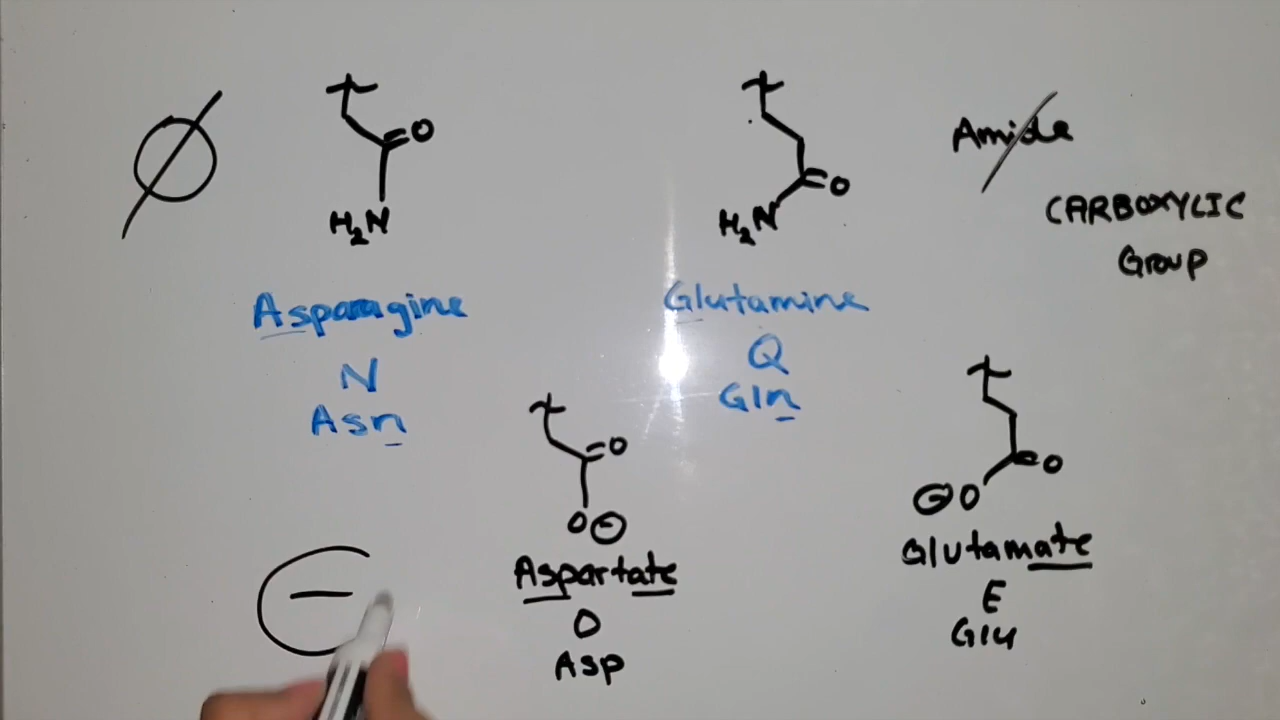 O
H₂N
Asparagine
N
Asn
O
H₂N
Glutamine
Q
Gln
Amide
CARBOXYLIC
Group
O
O⊖
Aspartate
D
Asp
O
⊖O
Glutamate
E
Glu
−